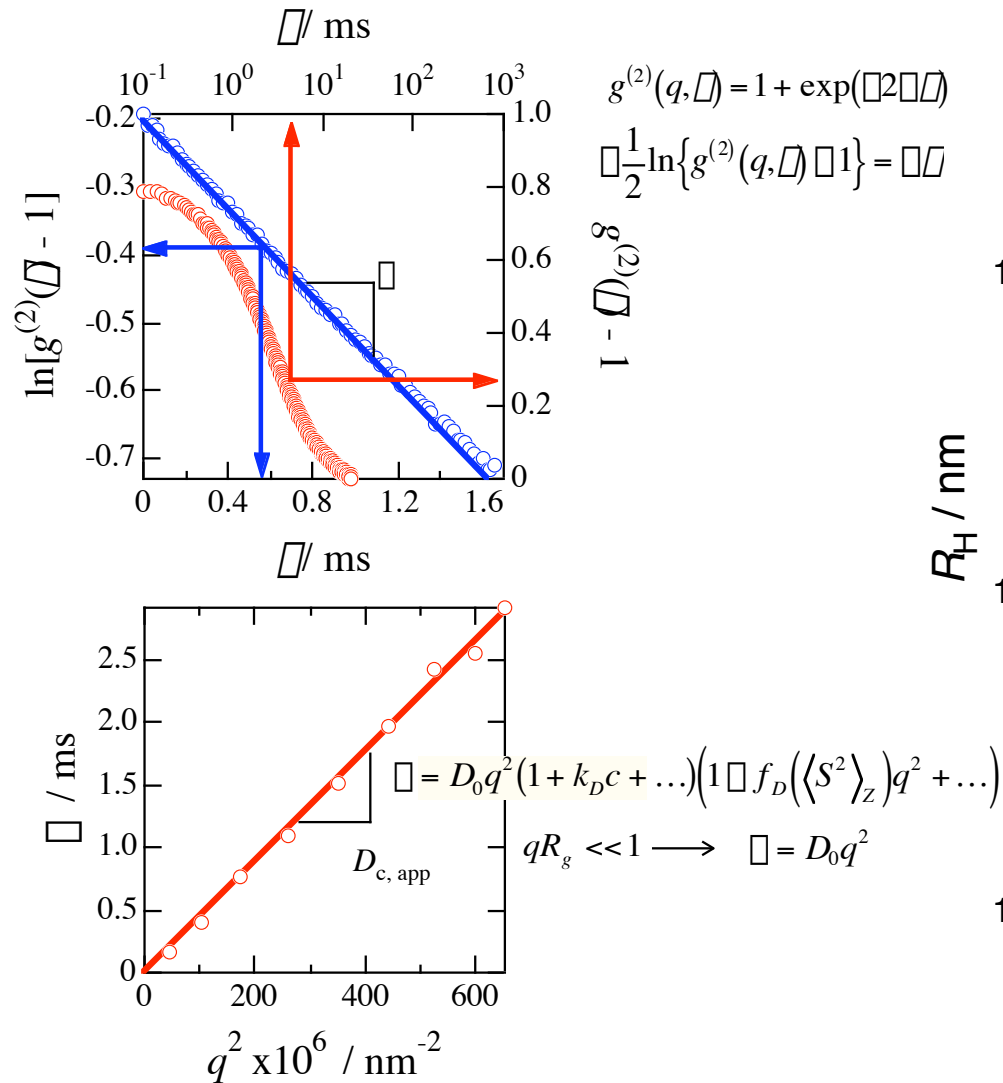 ▯/ ms
10^-1 10^0 10^1 10^2 10^3
g^(2)(q,▯) = 1 + exp(▯2▯▯)
▯ 1/2 ln{g^(2)(q,▯) ▯ 1} = ▯▯
-0.2
-0.3
-0.4
-0.5
-0.6
-0.7
ln[g^(2)(▯) - 1]
1.0
0.8
0.6
0.4
0.2
0
g^(2)(▯) - 1
▯
0 0.4 0.8 1.2 1.6
▯/ ms
R_H / nm
1
1
1
2.5
2.0
1.5
1.0
0.5
0
▯ / ms
▯ = D_0q^2(1 + k_Dc + …)(1 ▯ f_D(⟨S^2⟩_Z)q^2 + …)
D_c, app
qR_g << 1 ⟶ ▯ = D_0q^2
0 200 400 600
q^2 x10^6 / nm^-2